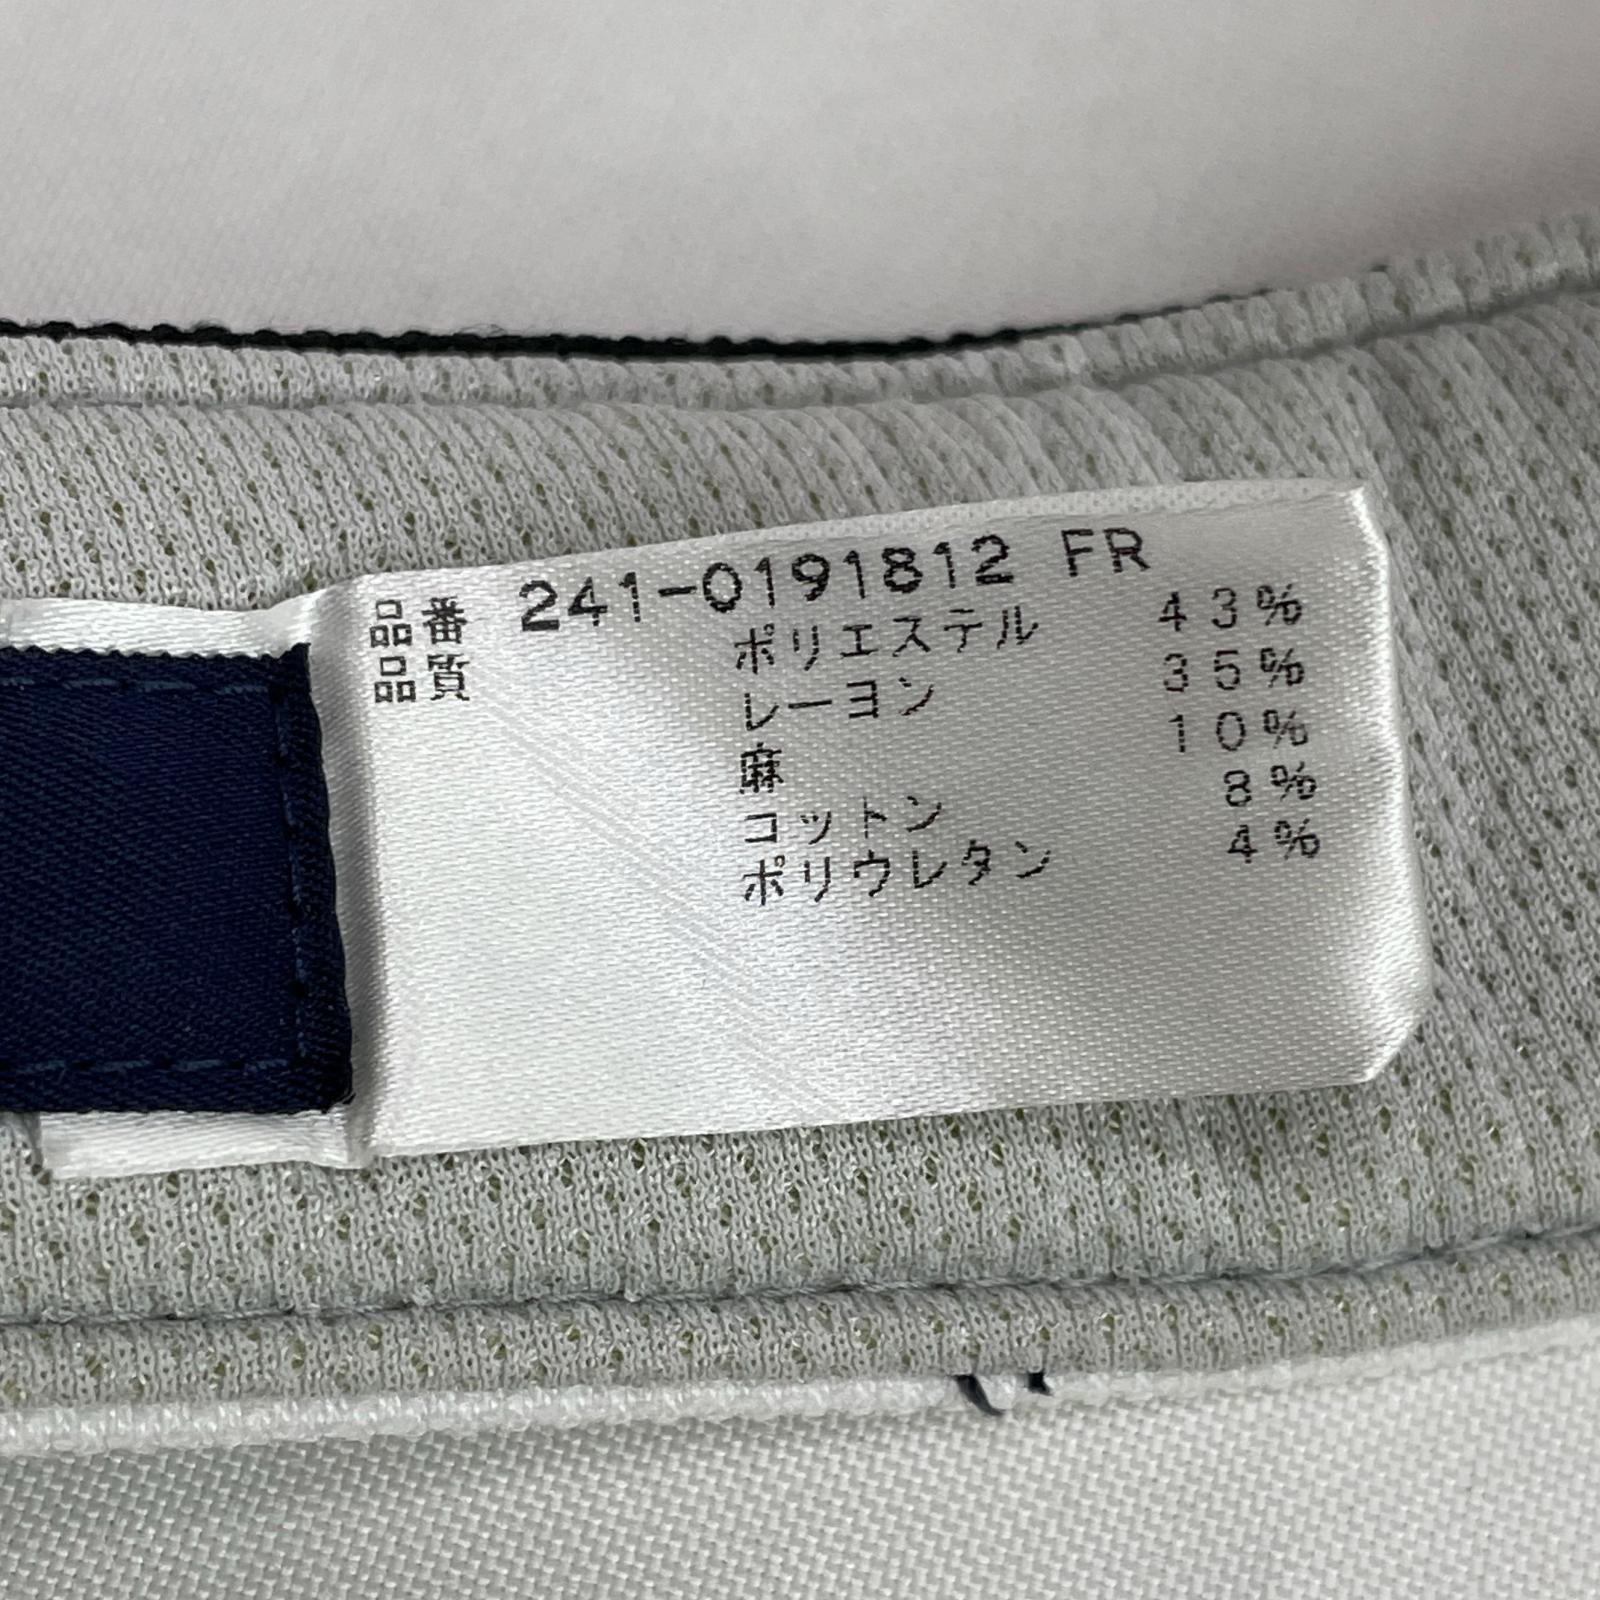 品番 241-0191812 FR
品質 ポリエステル 43%
レーヨン 35%
麻 10%
コットン 8%
ポリウレタン 4%